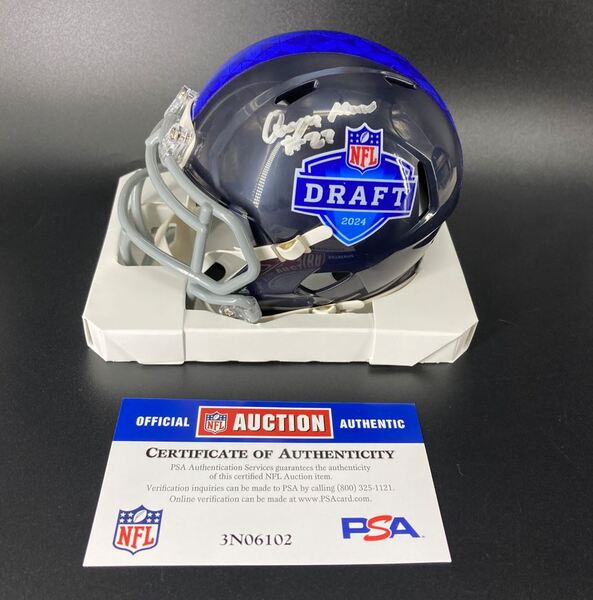 NFL
DRAFT
2024
OFFICIAL NFL AUCTION AUTHENTIC
CERTIFICATE OF AUTHENTICITY
PSA Authentication Services guarantees the authenticity
of this certified NFL Auction item.
Verification inquiries can be made to PSA by calling (800) 325-1121.
Online verification can be made at www.PSAcard.com.
NFL
3N06102
PSA